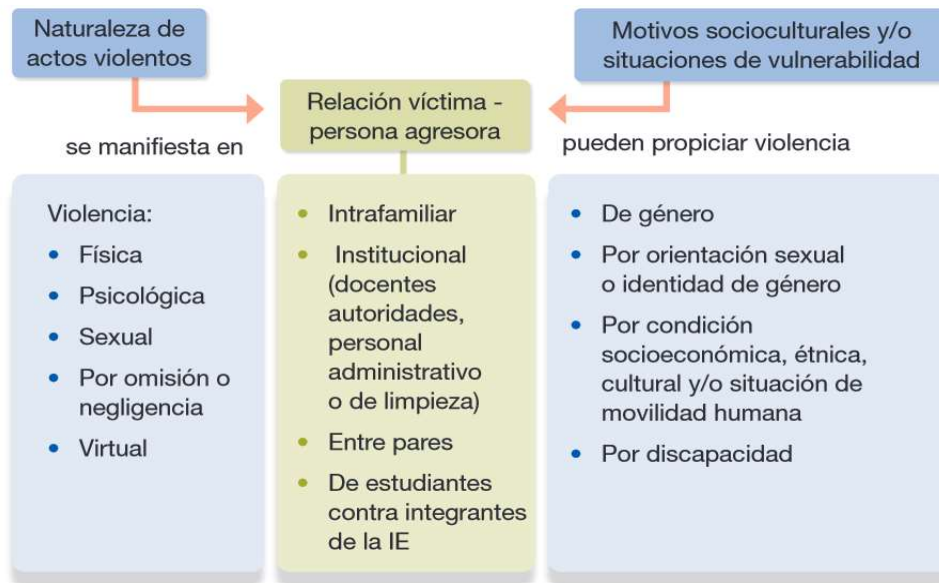 Naturaleza de
actos violentos
Motivos socioculturales y/o
situaciones de vulnerabilidad
Relación víctima -
persona agresora
se manifiesta en
pueden propiciar violencia
Violencia:
• Física
• Psicológica
• Sexual
• Por omisión o
negligencia
• Virtual
• Intrafamiliar
• Institucional
(docentes
autoridades,
personal
administrativo
o de limpieza)
• Entre pares
• De estudiantes
contra integrantes
de la IE
• De género
• Por orientación sexual
o identidad de género
• Por condición
socioeconómica, étnica,
cultural y/o situación de
movilidad humana
• Por discapacidad